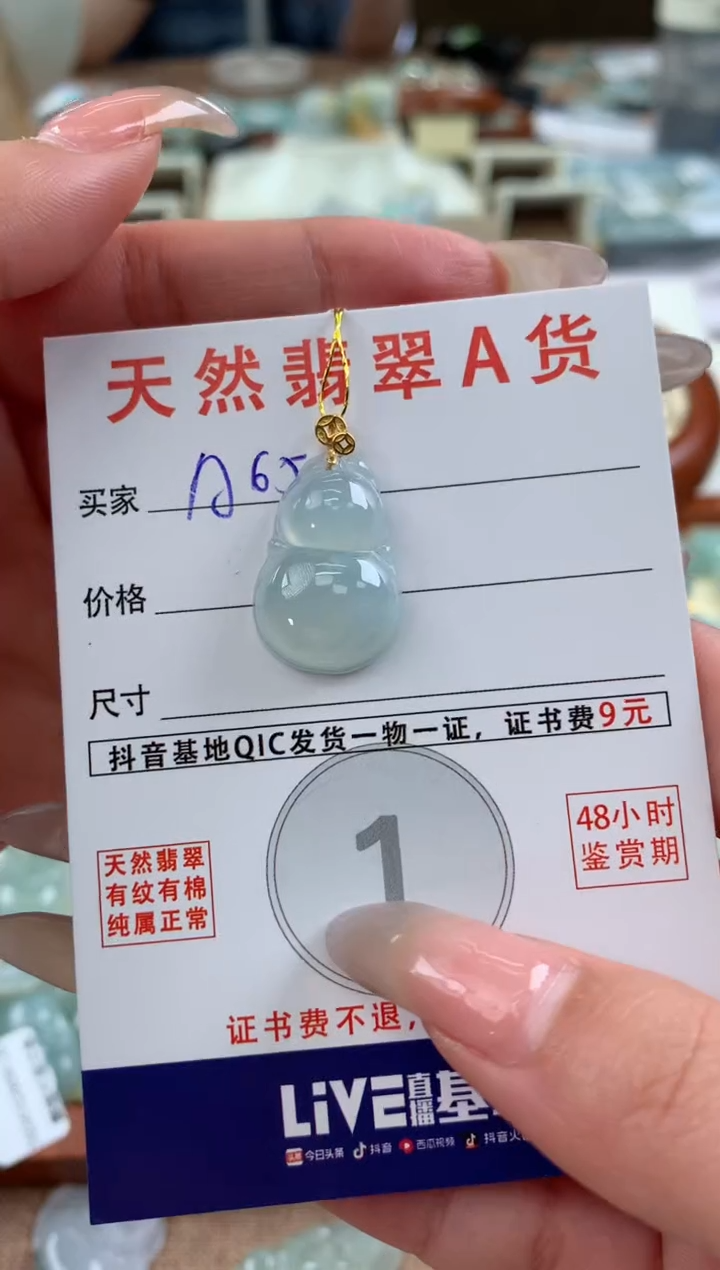 天然翡翠A货
买家 A65
价格
尺寸
抖音基地QIC发货一物一证，证书费9元
1
48小时
鉴赏期
天然翡翠
有纹有棉
纯属正常
证书费不退，
LiVE直播基
今日头条 抖音 西瓜视频 抖音火